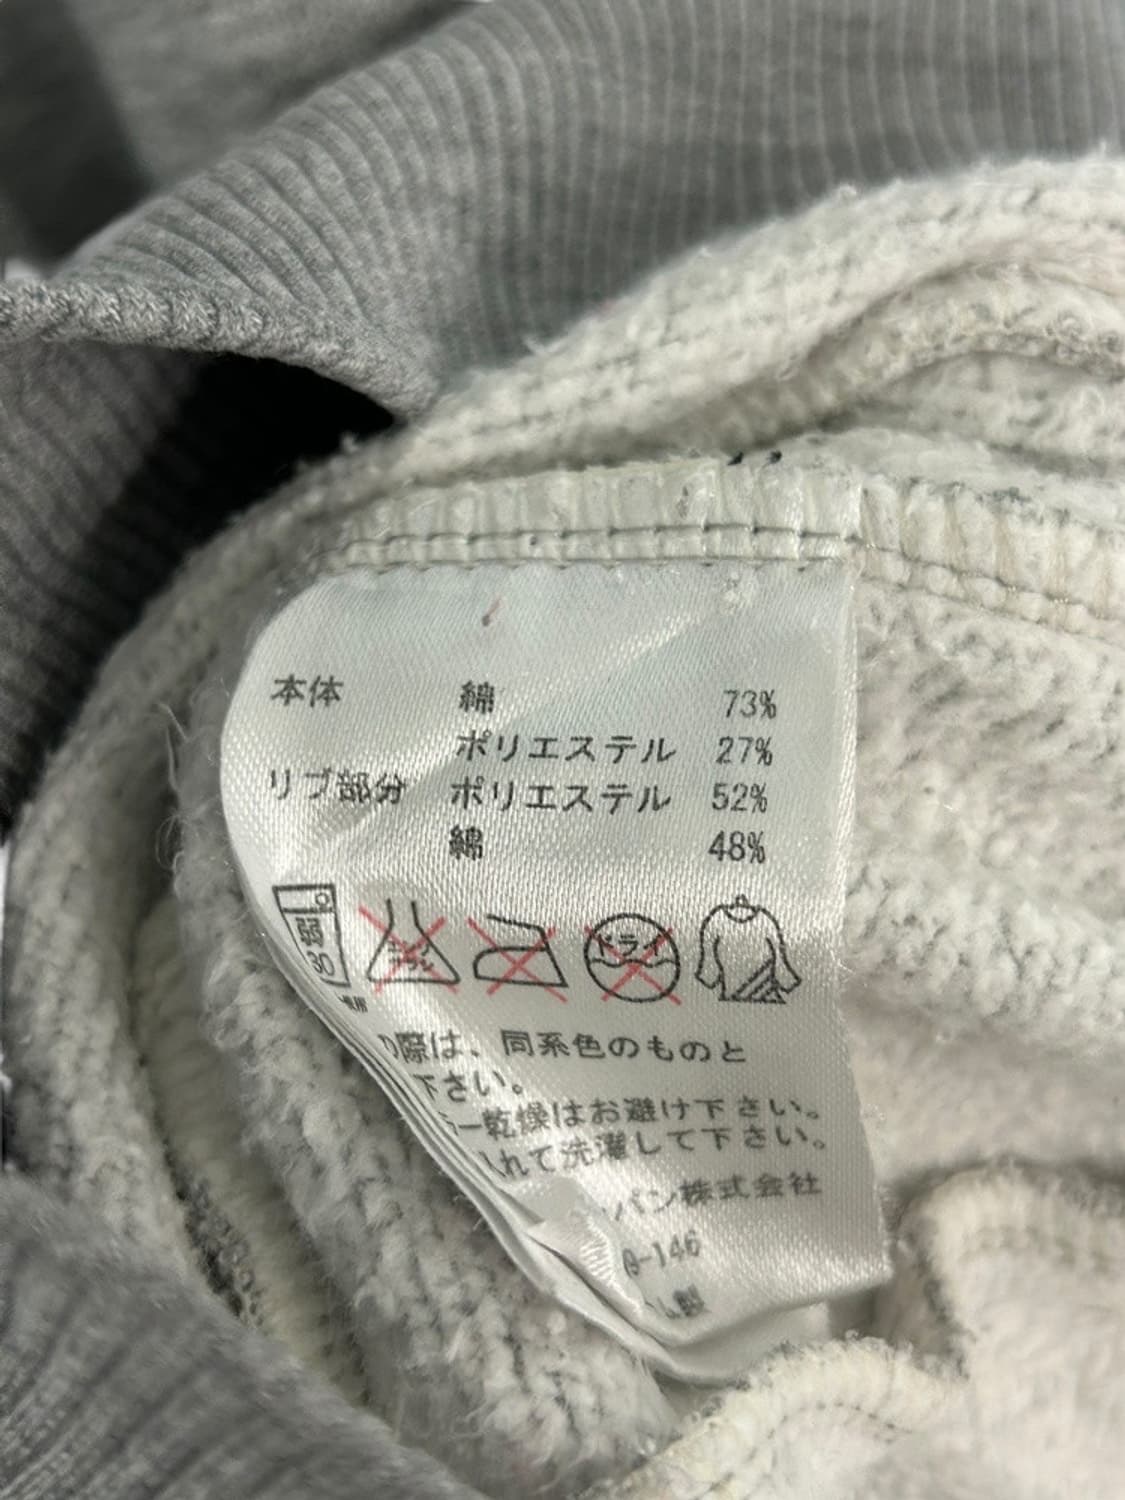 本体 綿 73%
ポリエステル 27%
リブ部分 ポリエステル 52%
綿 48%
弱
30
ドライ
の際は、同系色のものと
下さい。
ー乾燥はお避け下さい。
れて洗濯して下さい。
パン株式会社
-146
製